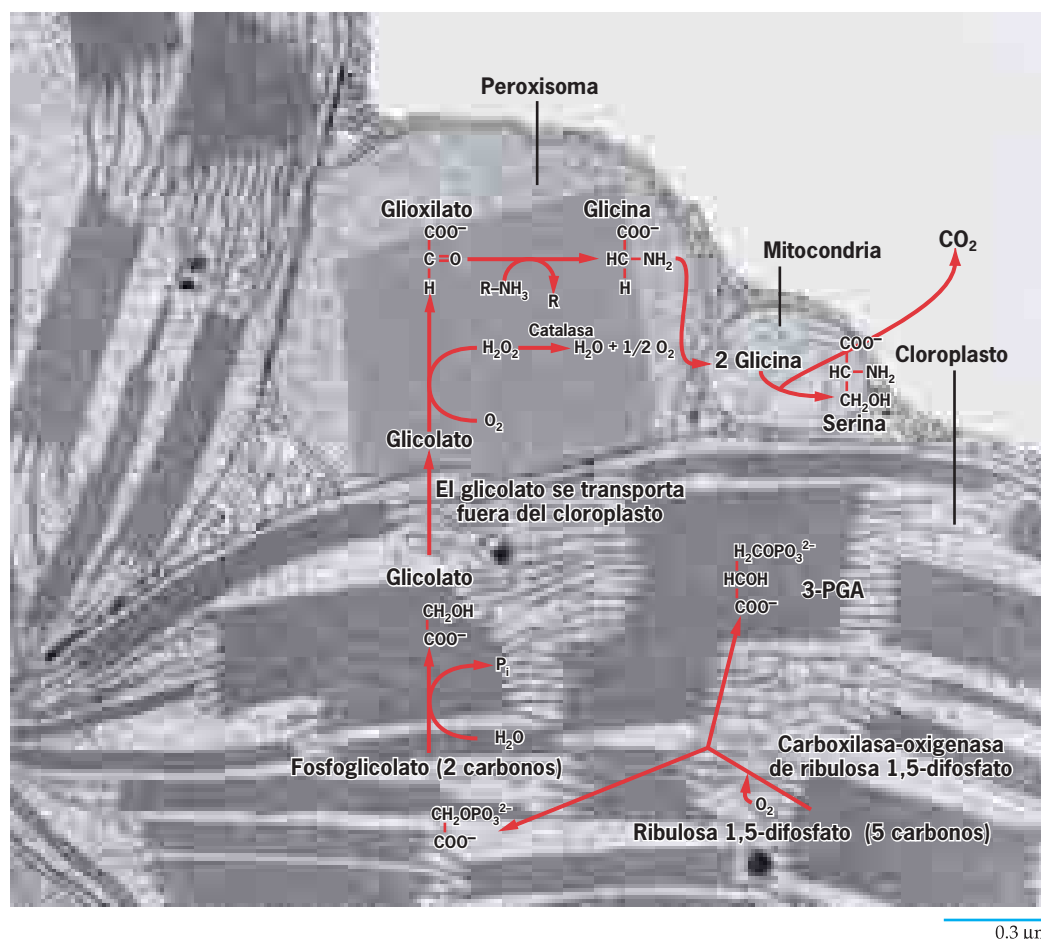 Peroxisoma
Glioxilato
COO⁻
C=O
H
Glicina
COO⁻
HC–NH₂
H
R–NH₃
R
Mitocondria
CO₂
H₂O₂
Catalasa
H₂O + 1/2 O₂
O₂
Glicolato
2 Glicina
COO⁻
HC–NH₂
CH₂OH
Serina
Cloroplasto
El glicolato se transporta
fuera del cloroplasto
Glicolato
CH₂OH
COO⁻
Pᵢ
H₂O
Fosfoglicolato (2 carbonos)
CH₂OPO₃²⁻
COO⁻
H₂COPO₃²⁻
HCOH
COO⁻
3-PGA
Carboxilasa-oxigenasa
de ribulosa 1,5-difosfato
O₂
Ribulosa 1,5-difosfato (5 carbonos)
0.3 µm